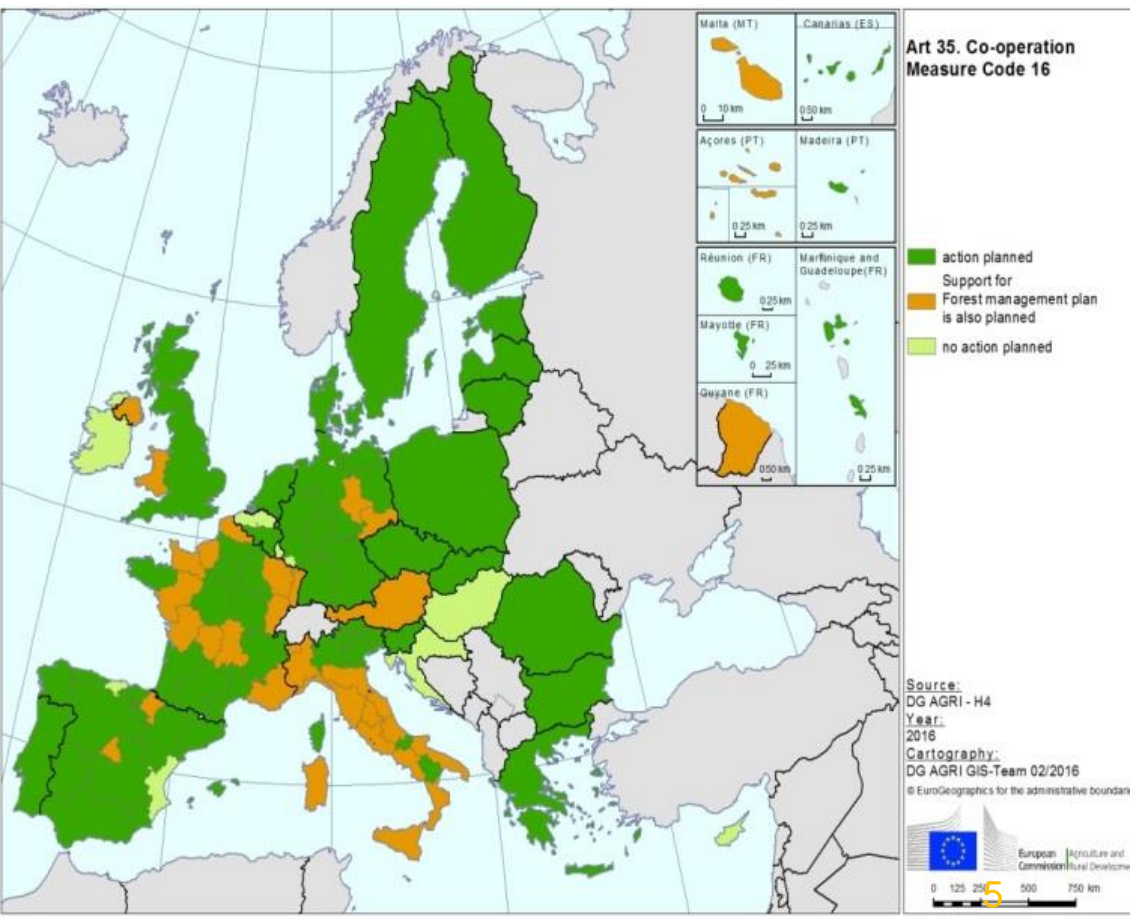 Malta (MT)
0 10 km
Canarias (ES)
0 50 km
Açores (PT)
0 25 km
Madeira (PT)
0 25 km
Réunion (FR)
0 25 km
Martinique and
Guadeloupe(FR)
0 25 km
Mayotte (FR)
0 25 km
Guyane (FR)
0 50 km
Art 35. Co-operation
Measure Code 16
action planned
Support for
Forest management plan
is also planned
no action planned
Source:
DG AGRI - H4
Year:
2016
Cartography:
DG AGRI GIS-Team 02/2016
© EuroGeographics for the administrative boundarie
European
Commission
Agriculture and
Rural Developme
0 125 250 500 750 km
5